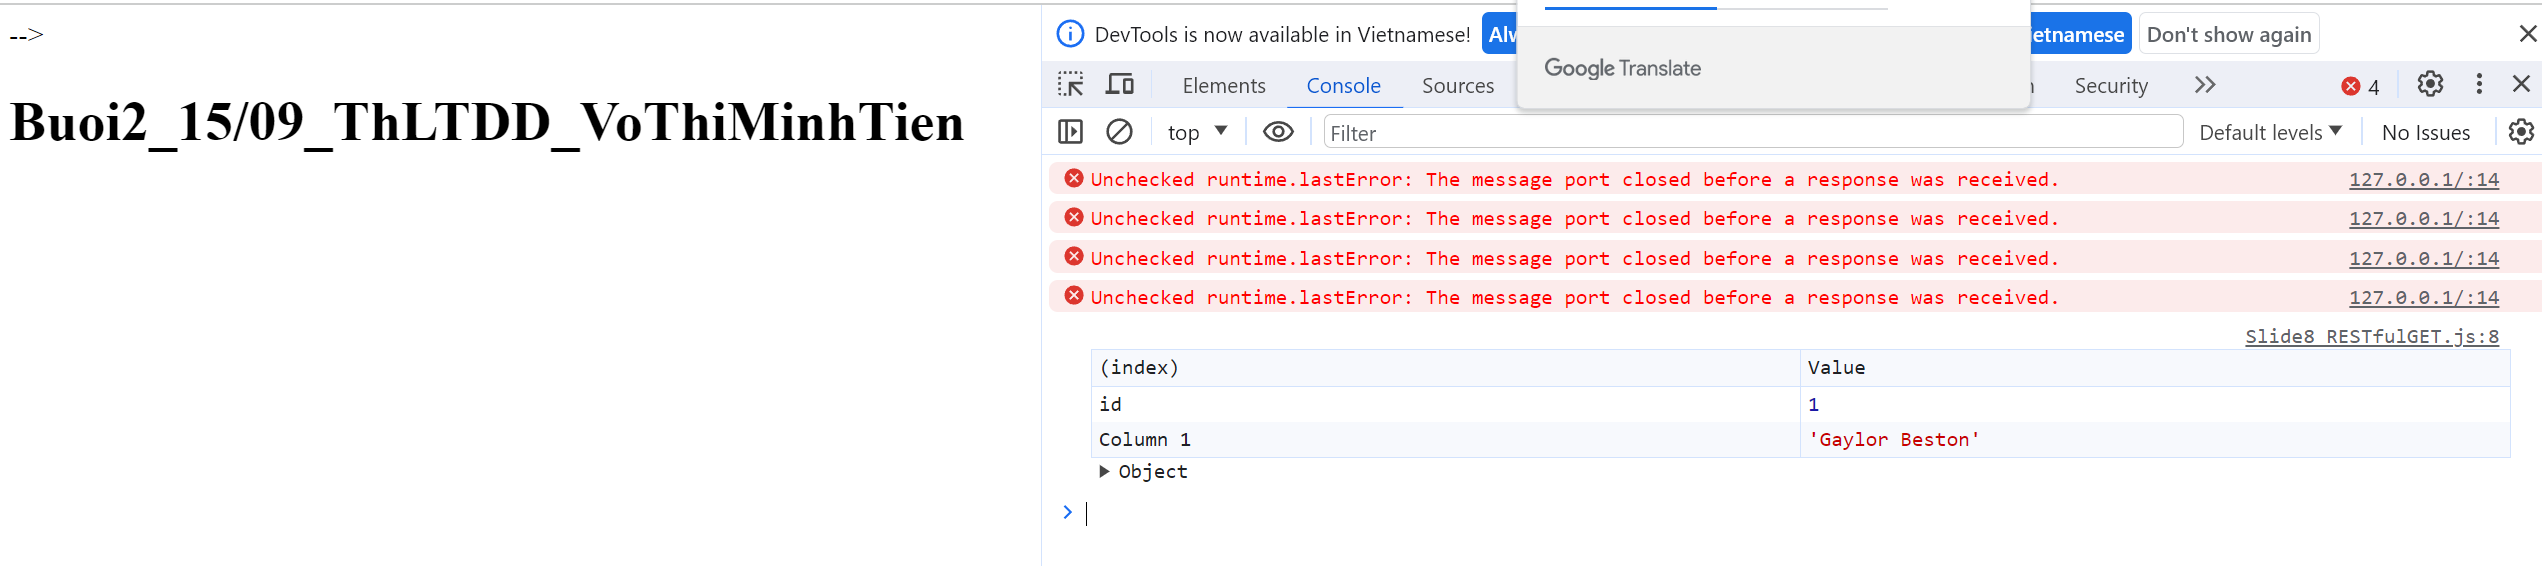 -->
Buoi2_15/09_ThLTDD_VoThiMinhTien
DevTools is now available in Vietnamese! etnamese Don't show again
Google Translate
Elements Console Sources Security 4
top Filter Default levels No Issues
Unchecked runtime.lastError: The message port closed before a response was received. 127.0.0.1/:14
Unchecked runtime.lastError: The message port closed before a response was received. 127.0.0.1/:14
Unchecked runtime.lastError: The message port closed before a response was received. 127.0.0.1/:14
Unchecked runtime.lastError: The message port closed before a response was received. 127.0.0.1/:14
Slide8_RESTfulGET.js:8
(index) Value
id 1
Column 1 'Gaylor Beston'
Object